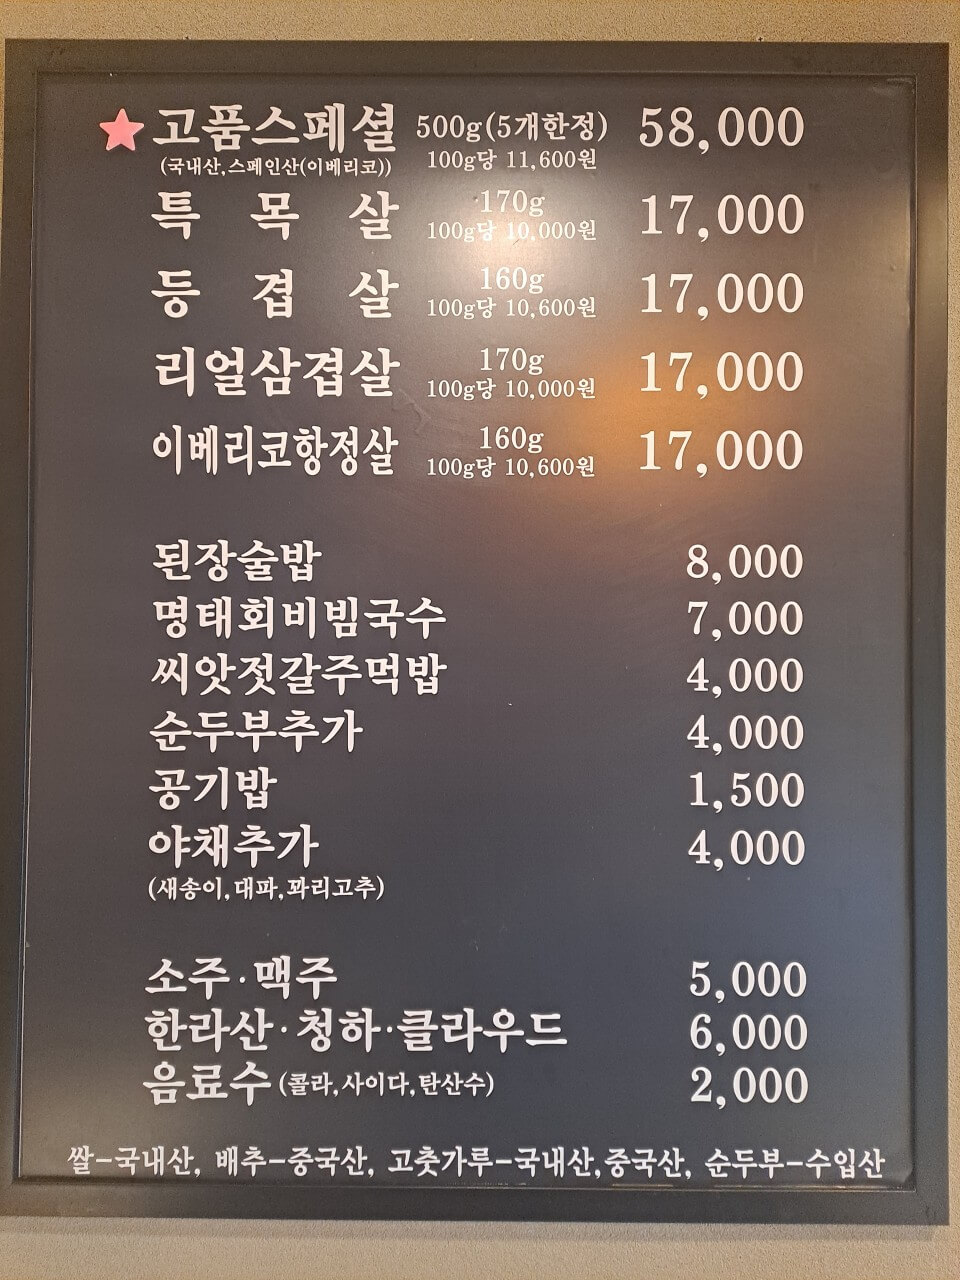 고품스페셜 500g(5개한정) 58,000
(국내산,스페인산(이베리코)) 100g당 11,600원
특 목 살 170g 17,000
100g당 10,000원
등 겹 살 160g 17,000
100g당 10,600원
리얼삼겹살 170g 17,000
100g당 10,000원
이베리코항정살 160g 17,000
100g당 10,600원
된장술밥 8,000
명태회비빔국수 7,000
씨앗젓갈주먹밥 4,000
순두부추가 4,000
공기밥 1,500
야채추가 4,000
(새송이,대파,꽈리고추)
소주·맥주 5,000
한라산·청하·클라우드 6,000
음료수(콜라,사이다,탄산수) 2,000
쌀-국내산, 배추-중국산, 고춧가루-국내산,중국산, 순두부-수입산